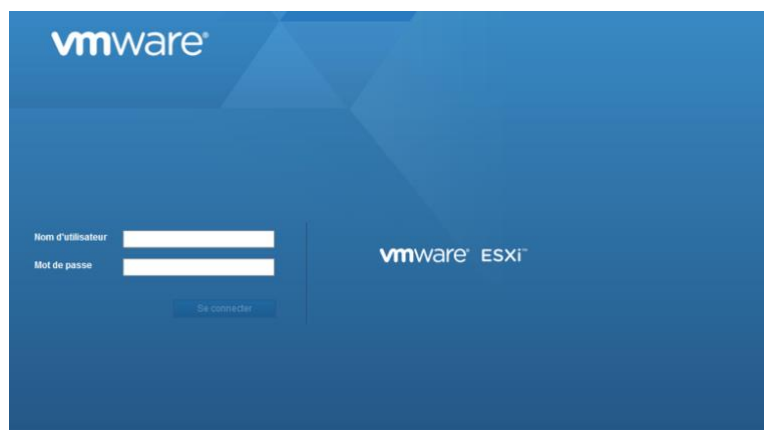 vmware®
Nom d'utilisateur
Mot de passe
vmware® ESXi™
Se connecter